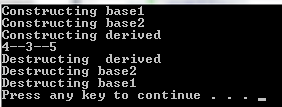 Constructing base1
Constructing base2
Constructing derived
4--3--5
Destructing  derived
Destructing base2
Destructing base1
Press any key to continue . . .